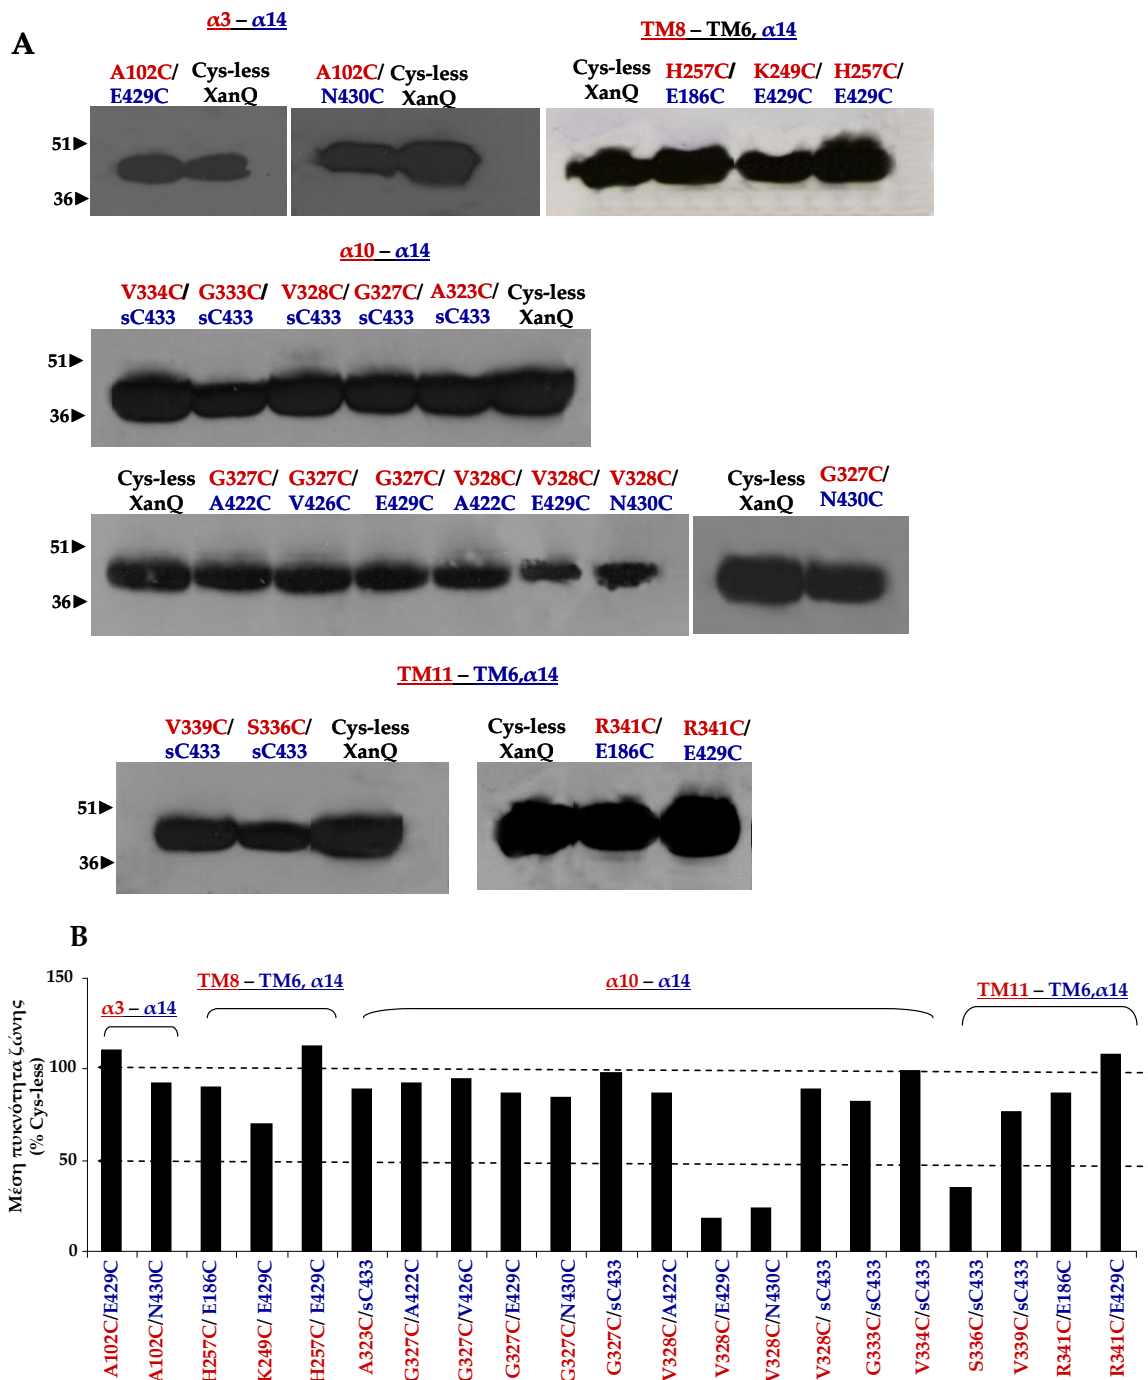 A
α3 – α14
TM8 – TM6, α14
A102C/ Cys-less
E429C XanQ
A102C/ Cys-less
N430C XanQ
Cys-less H257C/ K249C/ H257C/
XanQ E186C E429C E429C
51
36
α10 – α14
V334C/ G333C/ V328C/ G327C/ A323C/ Cys-less
sC433 sC433 sC433 sC433 sC433 XanQ
51
36
Cys-less G327C/ G327C/ G327C/ V328C/ V328C/ V328C/
XanQ A422C V426C E429C A422C E429C N430C
Cys-less G327C/
XanQ N430C
51
36
TM11 – TM6,α14
V339C/ S336C/ Cys-less
sC433 sC433 XanQ
Cys-less R341C/ R341C/
XanQ E186C E429C
51
36
B
Μέση πυκνότητα ζώνης
(% Cys-less)
150
100
50
0
α3 – α14
TM8 – TM6, α14
α10 – α14
TM11 – TM6,α14
A102C/E429C
A102C/N430C
H257C/ E186C
K249C/ E429C
H257C/ E429C
A323C/sC433
G327C/A422C
G327C/V426C
G327C/E429C
G327C/N430C
G327C/sC433
V328C/A422C
V328C/E429C
V328C/N430C
V328C/ sC433
G333C/sC433
V334C/sC433
S336C/sC433
V339C/sC433
R341C/E186C
R341C/E429C